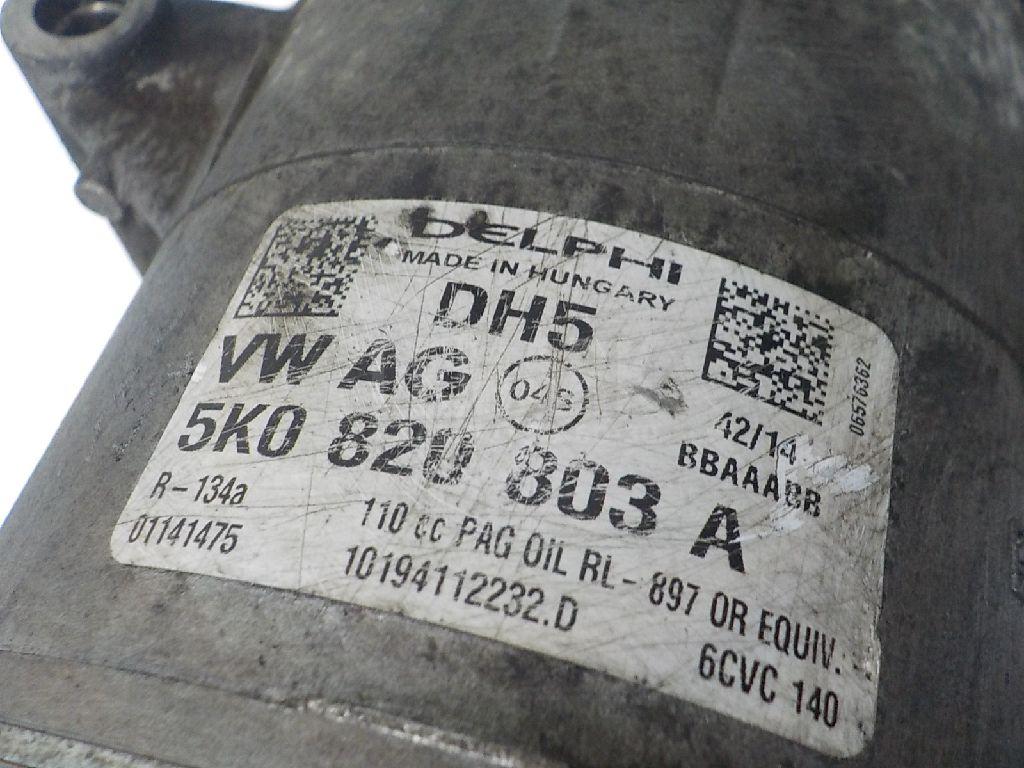 DELPHI
MADE IN HUNGARY
DH5
VW AG
5K0 820 803 A
42/14
BBAAABB
06576362
R-134a
01141475
110 cc PAG OIL RL-897 OR EQUIV.
10194112232.D
6CVC 140